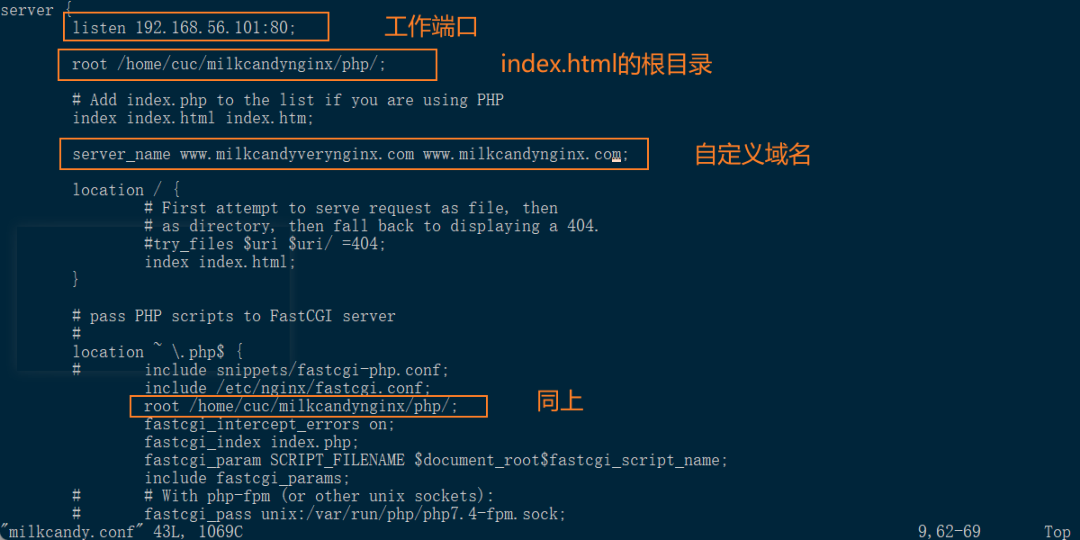 server {
listen 192.168.56.101:80;
工作端口
root /home/cuc/milkcandynginx/php/;
index.html的根目录
# Add index.php to the list if you are using PHP
index index.html index.htm;
server_name www.milkcandyverynginx.com www.milkcandynginx.com;
自定义域名
location / {
# First attempt to serve request as file, then
# as directory, then fall back to displaying a 404.
#try_files $uri $uri/ =404;
index index.html;
}
# pass PHP scripts to FastCGI server
#
location ~ \.php$ {
# include snippets/fastcgi-php.conf;
include /etc/nginx/fastcgi.conf;
root /home/cuc/milkcandynginx/php/;
同上
fastcgi_intercept_errors on;
fastcgi_index index.php;
fastcgi_param SCRIPT_FILENAME $document_root$fastcgi_script_name;
include fastcgi_params;
# # With php-fpm (or other unix sockets):
# fastcgi_pass unix:/var/run/php/php7.4-fpm.sock;
"milkcandy.conf" 43L, 1069C 9,62-69 Top